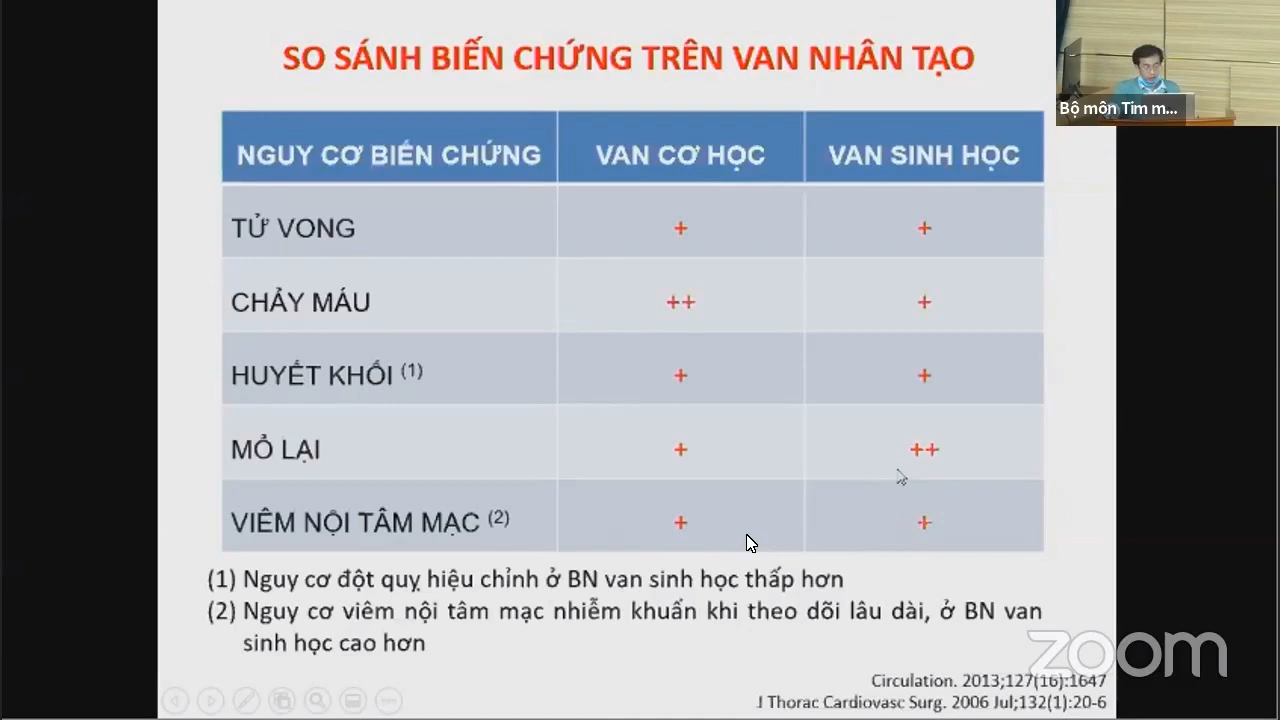 SO SÁNH BIẾN CHỨNG TRÊN VAN NHÂN TẠO
Bộ môn Tim m...
NGUY CƠ BIẾN CHỨNG VAN CƠ HỌC VAN SINH HỌC
TỬ VONG + +
CHẢY MÁU ++ +
HUYẾT KHỐI (1) + +
MỔ LẠI + ++
VIÊM NỘI TÂM MẠC (2) + +
(1) Nguy cơ đột quỵ hiệu chỉnh ở BN van sinh học thấp hơn
(2) Nguy cơ viêm nội tâm mạc nhiễm khuẩn khi theo dõi lâu dài, ở BN van
sinh học cao hơn
zoom
Circulation. 2013;127(16):1647
J Thorac Cardiovasc Surg. 2006 Jul;132(1):20-6